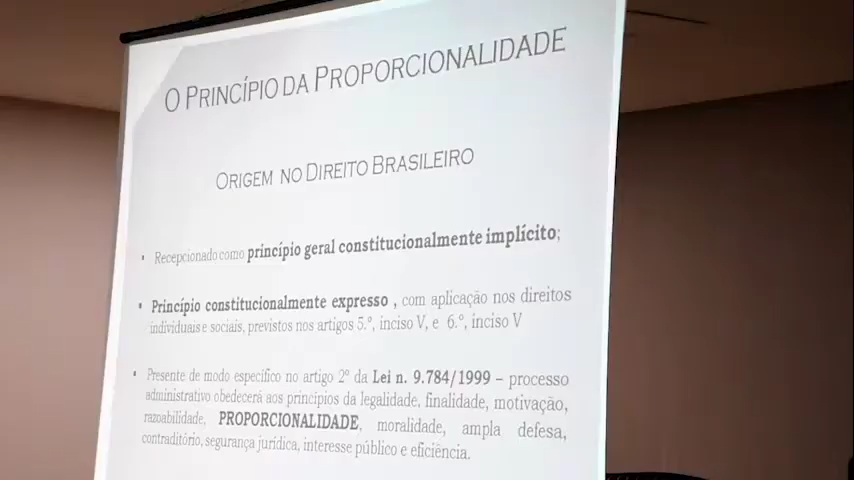 O PRINCÍPIO DA PROPORCIONALIDADE
ORIGEM NO DIREITO BRASILEIRO
• Recepcionado como princípio geral constitucionalmente implícito;
• Princípio constitucionalmente expresso , com aplicação nos direitos
individuais e sociais, previstos nos artigos 5.º, inciso V, e 6.º, inciso V
• Presente de modo específico no artigo 2º da Lei n. 9.784/1999 – processo
administrativo obedecerá aos princípios da legalidade, finalidade, motivação,
razoabilidade, PROPORCIONALIDADE, moralidade, ampla defesa,
contraditório, segurança jurídica, interesse público e eficiência.